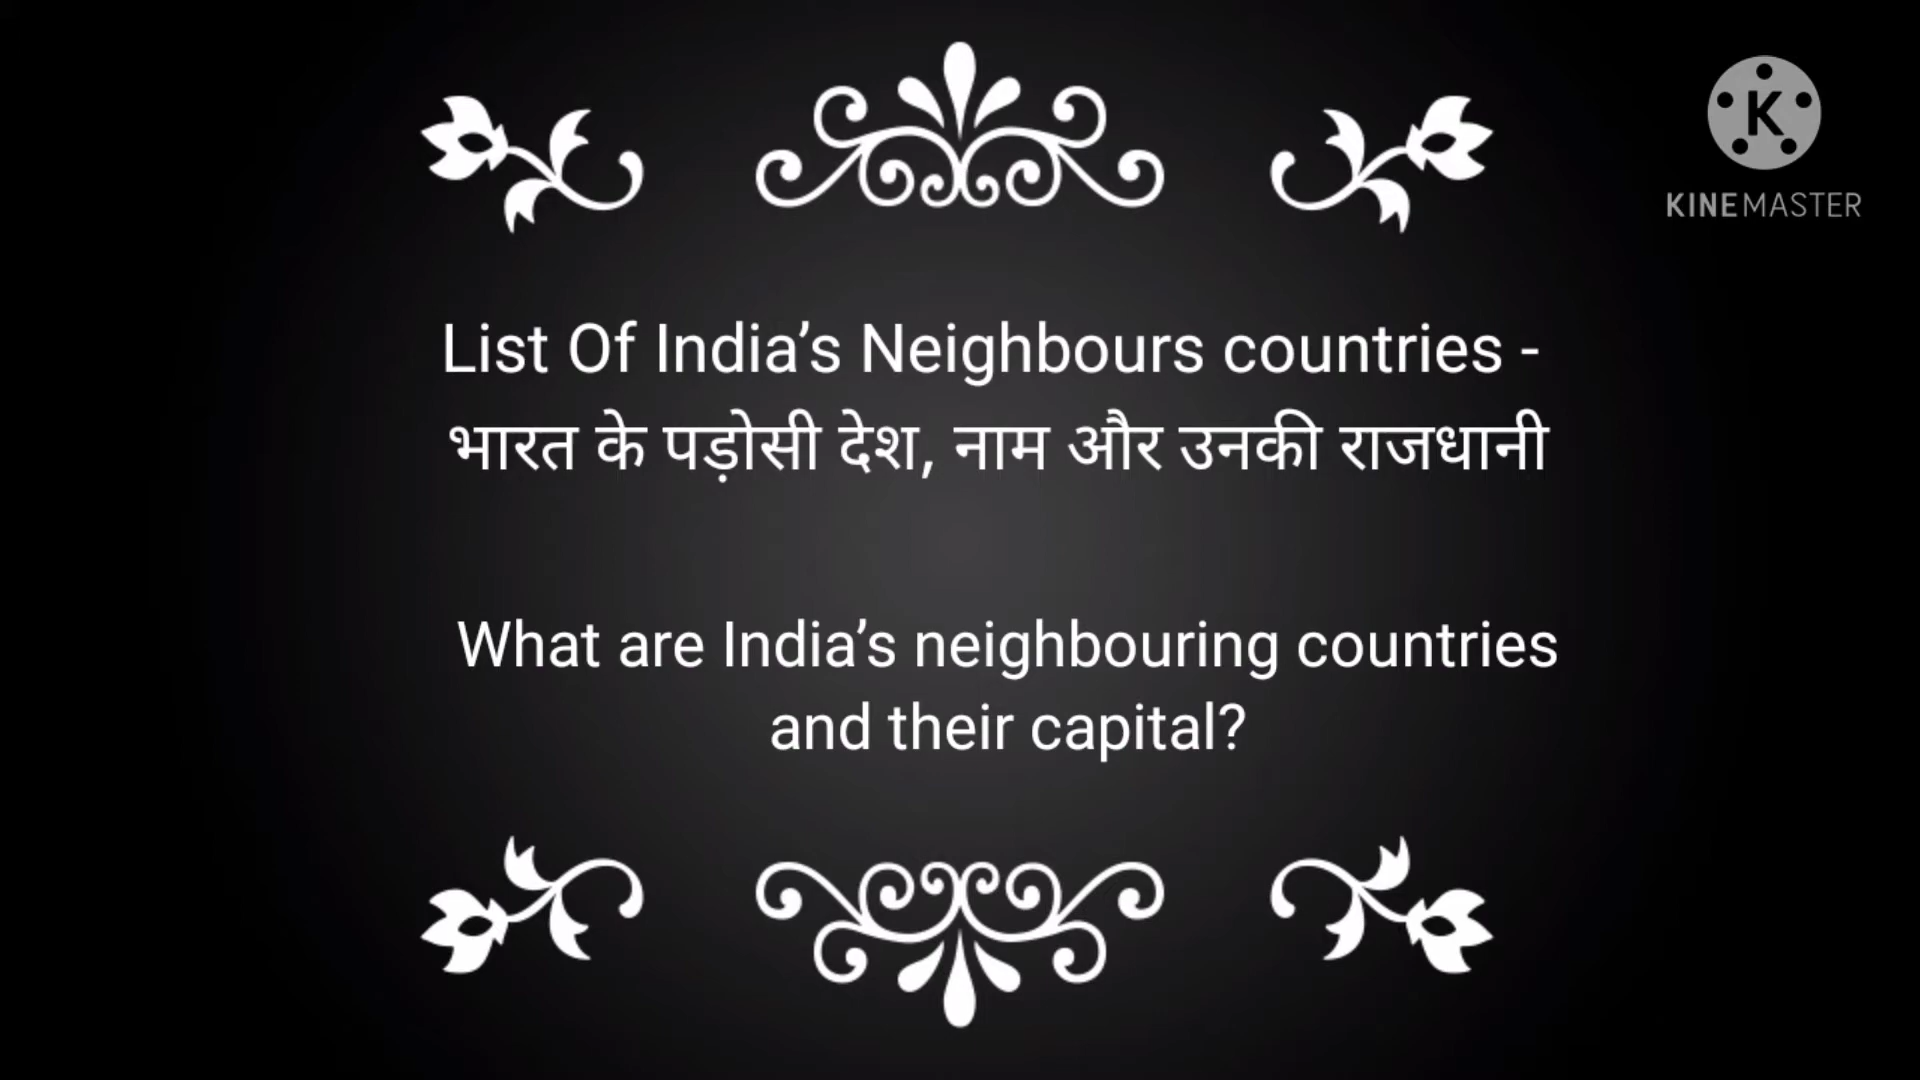 K
KINEMASTER
List Of India’s Neighbours countries -
भारत के पड़ोसी देश, नाम और उनकी राजधानी
What are India’s neighbouring countries
and their capital?